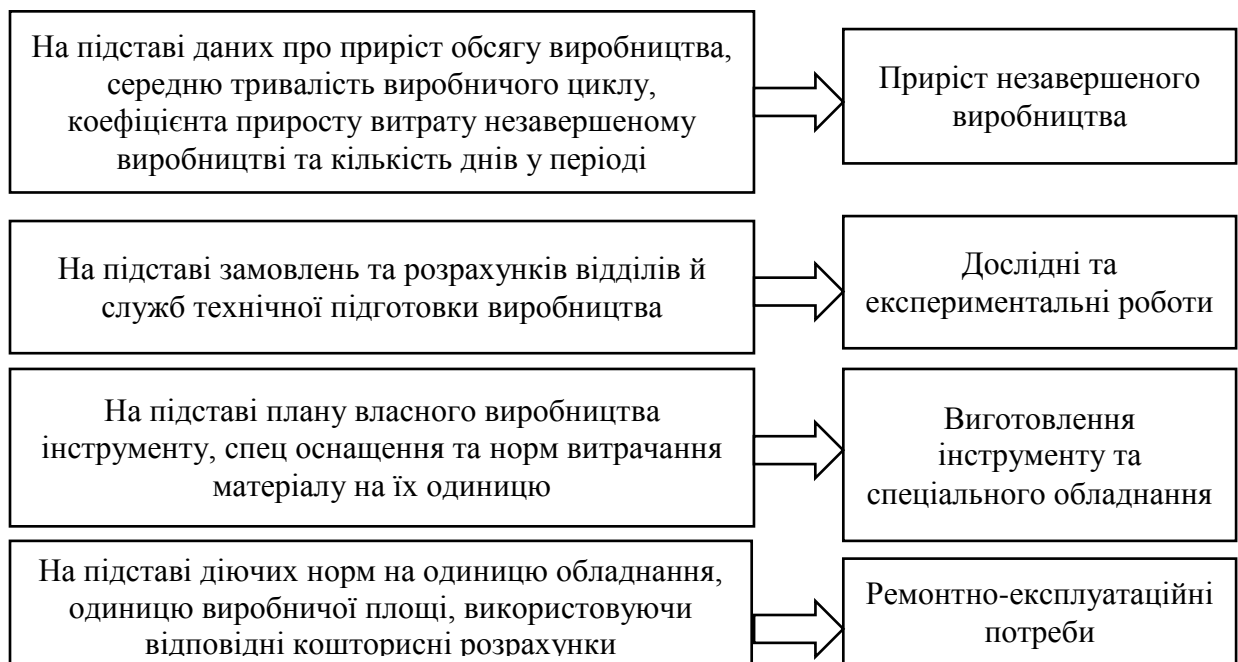 На підставі даних про приріст обсягу виробництва,
середню тривалість виробничого циклу,
коефіцієнта приросту витрату незавершеному
виробництві та кількість днів у періоді
Приріст незавершеного
виробництва
На підставі замовлень та розрахунків відділів й
служб технічної підготовки виробництва
Дослідні та
експериментальні роботи
На підставі плану власного виробництва
інструменту, спец оснащення та норм витрачання
матеріалу на їх одиницю
Виготовлення
інструменту та
спеціального обладнання
На підставі діючих норм на одиницю обладнання,
одиницю виробничої площі, використовуючи
відповідні кошторисні розрахунки
Ремонтно-експлуатаційні
потреби